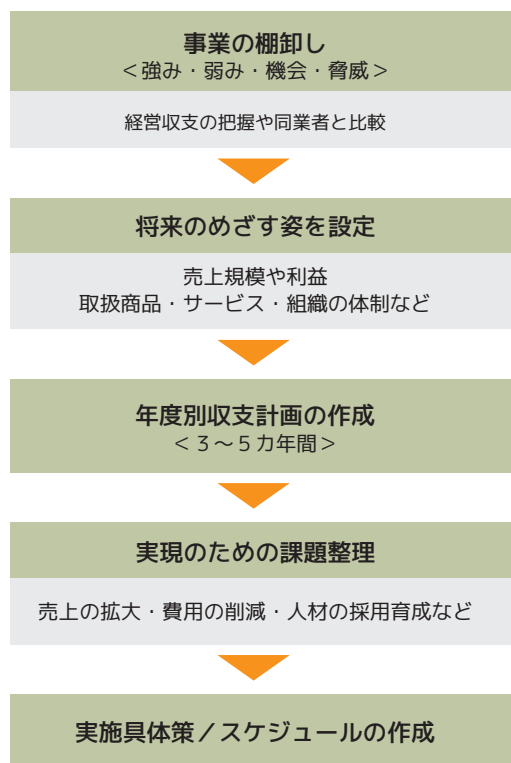 事業の棚卸し
＜強み・弱み・機会・脅威＞
経営収支の把握や同業者と比較
将来のめざす姿を設定
売上規模や利益
取扱商品・サービス・組織の体制など
年度別収支計画の作成
＜３～５カ年間＞
実現のための課題整理
売上の拡大・費用の削減・人材の採用育成など
実施具体策／スケジュールの作成